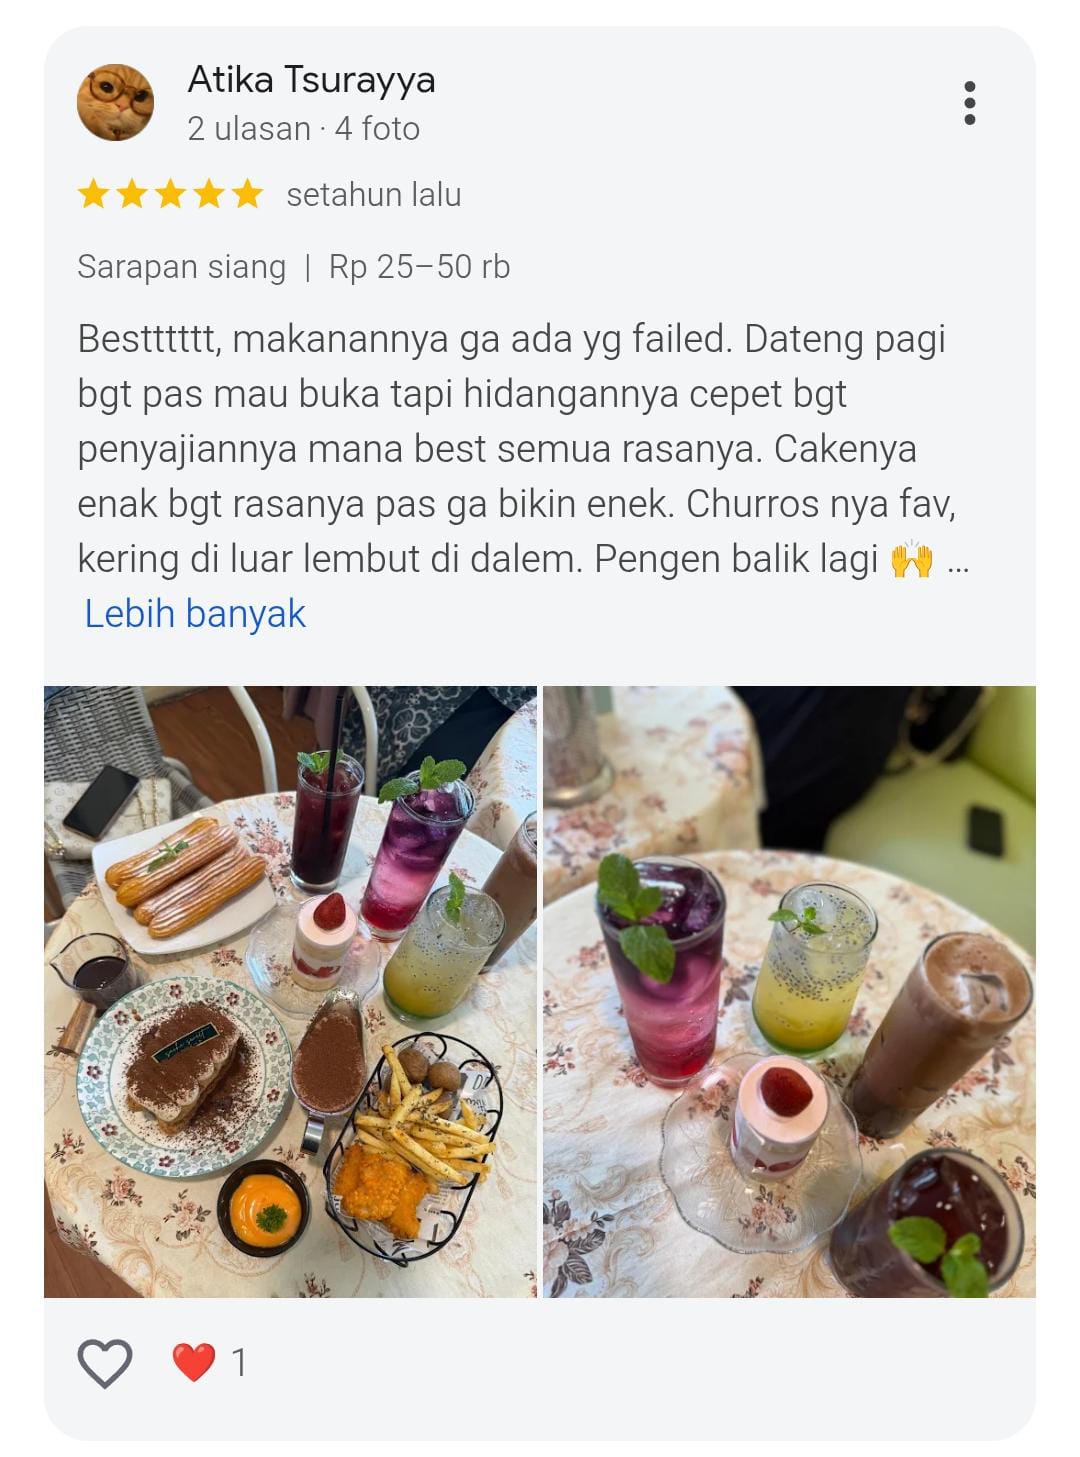 Atika Tsurayya
2 ulasan · 4 foto
setahun lalu
Sarapan siang | Rp 25–50 rb
Bestttttt, makanannya ga ada yg failed. Dateng pagi
bgt pas mau buka tapi hidangannya cepet bgt
penyajiannya mana best semua rasanya. Cakenya
enak bgt rasanya pas ga bikin enek. Churros nya fav,
kering di luar lembut di dalem. Pengen balik lagi 🙌 ...
Lebih banyak
❤️ 1